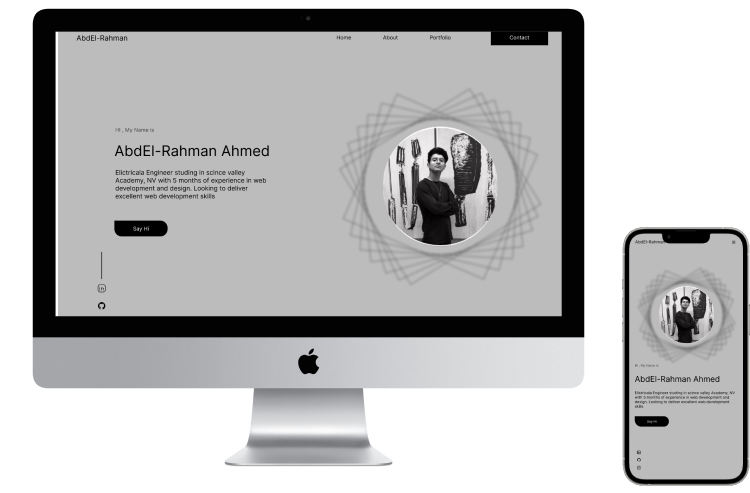 AbdEl-Rahman
Home About Portfolio Contact
Hi , My Name is
AbdEl-Rahman Ahmed
Elictricala Engineer studing in scince valley
Academy, NV with 5 months of experience in web
development and design. Looking to deliver
excellent web development skills
Say Hi
in
AbdEl-Rahman
Hi , My Name is
AbdEl-Rahman Ahmed
Elictricala Engineer studing in scince valley Academy, NV
with 5 months of experience in web development and
design. Looking to deliver excellent web development
skills
Say Hi